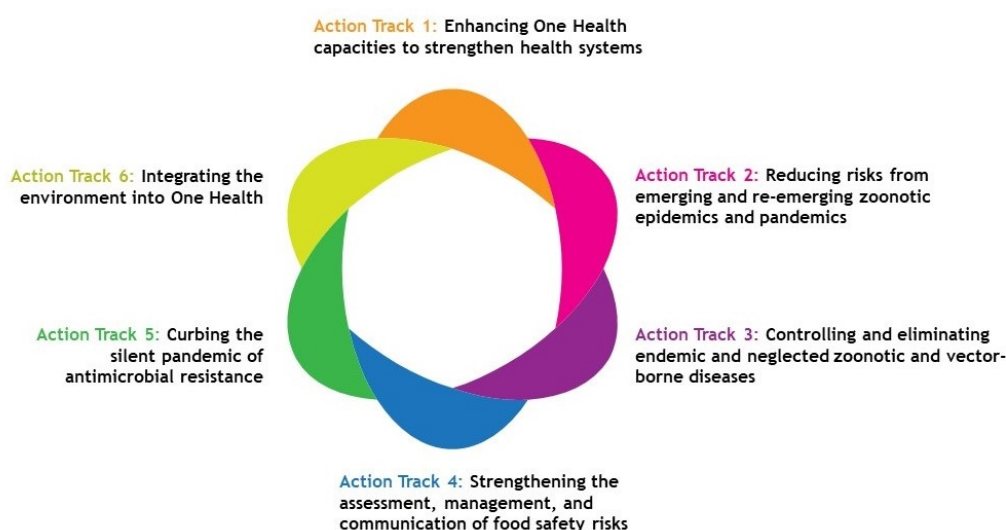 Action Track 1: Enhancing One Health
capacities to strengthen health systems
Action Track 2: Reducing risks from
emerging and re-emerging zoonotic
epidemics and pandemics
Action Track 3: Controlling and eliminating
endemic and neglected zoonotic and vector-
borne diseases
Action Track 4: Strengthening the
assessment, management, and
communication of food safety risks
Action Track 5: Curbing the
silent pandemic of
antimicrobial resistance
Action Track 6: Integrating the
environment into One Health